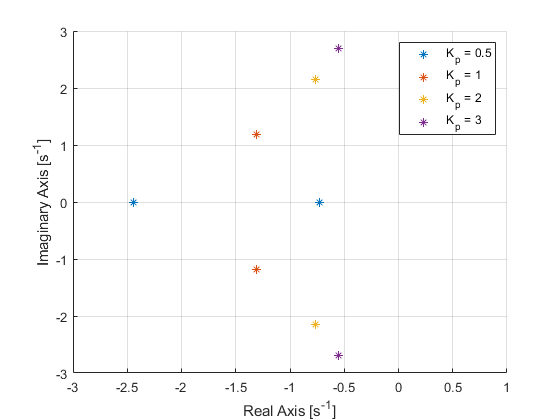 3
2
1
0
-1
-2
-3
-3
-2.5
-2
-1.5
-1
-0.5
0
0.5
1
Imaginary Axis [s⁻¹]
Real Axis [s⁻¹]
Kₚ = 0.5
Kₚ = 1
Kₚ = 2
Kₚ = 3